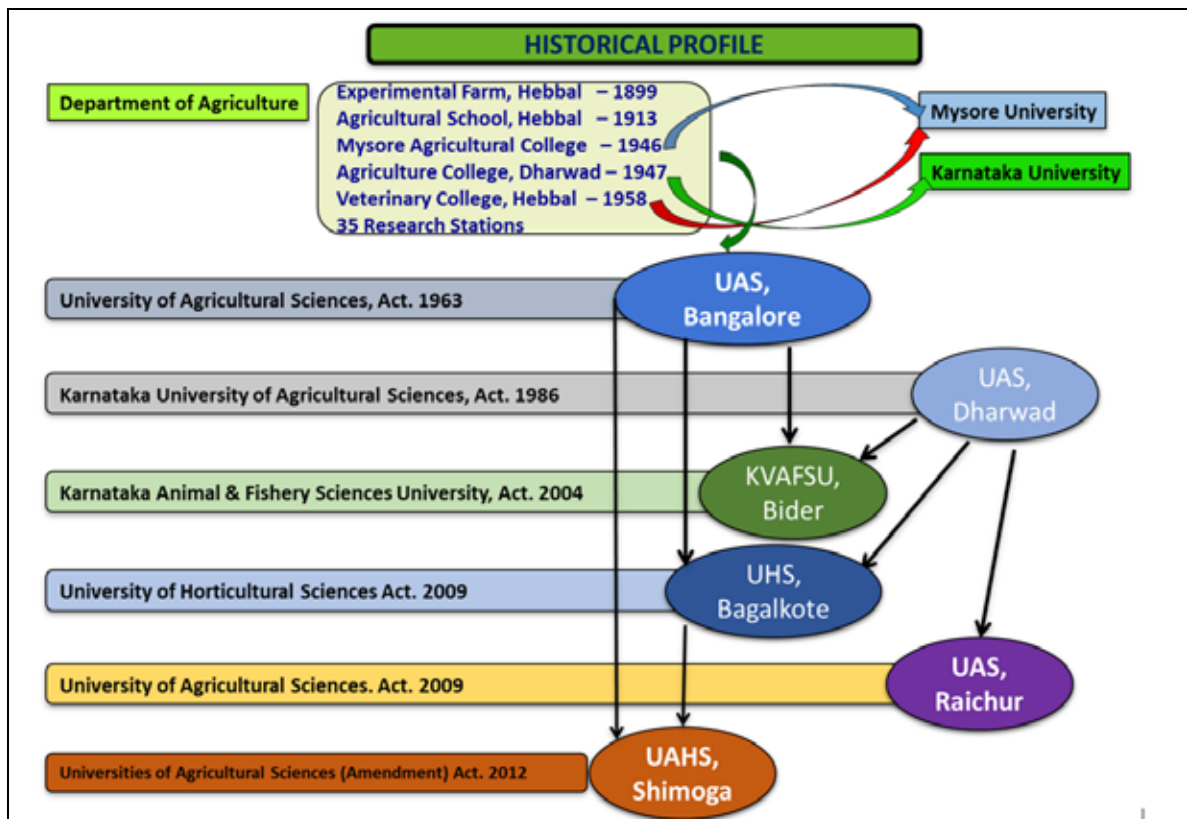 HISTORICAL PROFILE
Department of Agriculture
Experimental Farm, Hebbal – 1899
Agricultural School, Hebbal – 1913
Mysore Agricultural College – 1946
Agriculture College, Dharwad – 1947
Veterinary College, Hebbal – 1958
35 Research Stations
Mysore University
Karnataka University
University of Agricultural Sciences, Act. 1963
UAS,
Bangalore
Karnataka University of Agricultural Sciences, Act. 1986
UAS,
Dharwad
Karnataka Animal & Fishery Sciences University, Act. 2004
KVAFSU,
Bider
University of Horticultural Sciences Act. 2009
UHS,
Bagalkote
University of Agricultural Sciences. Act. 2009
UAS,
Raichur
Universities of Agricultural Sciences (Amendment) Act. 2012
UAHS,
Shimoga